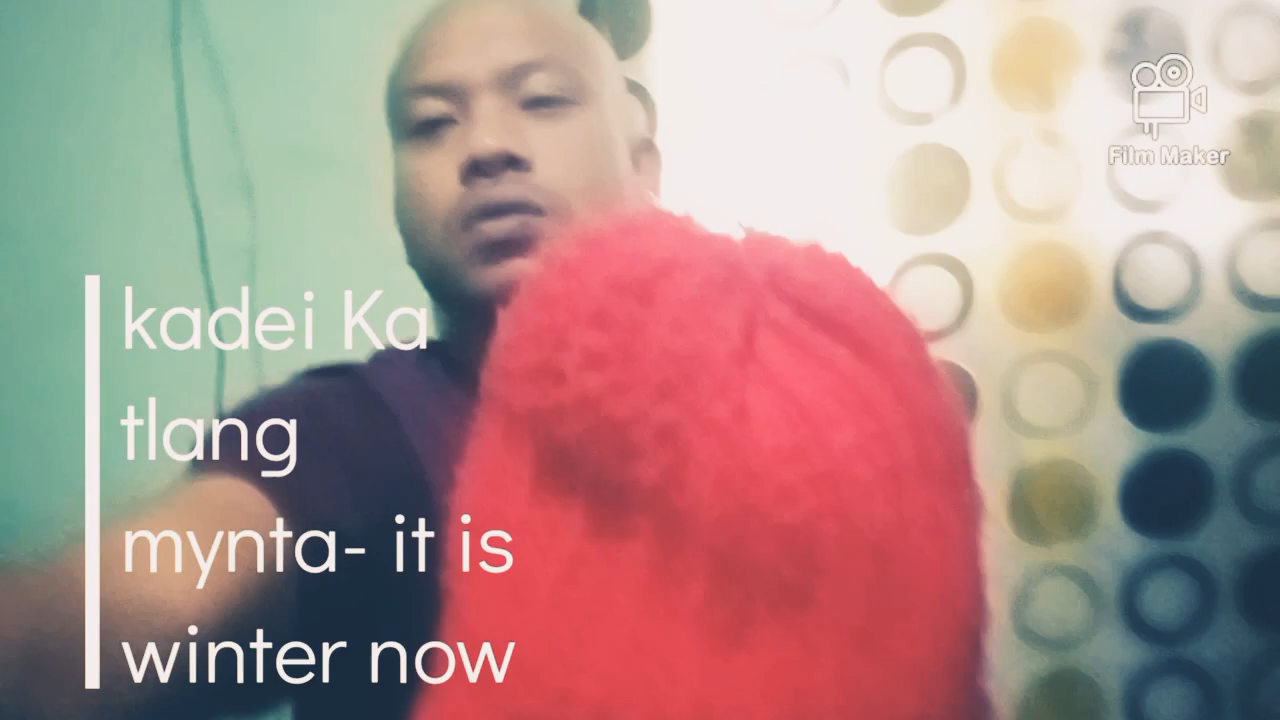 Film Maker
kadei Ka
tlang
mynta- it is
winter now